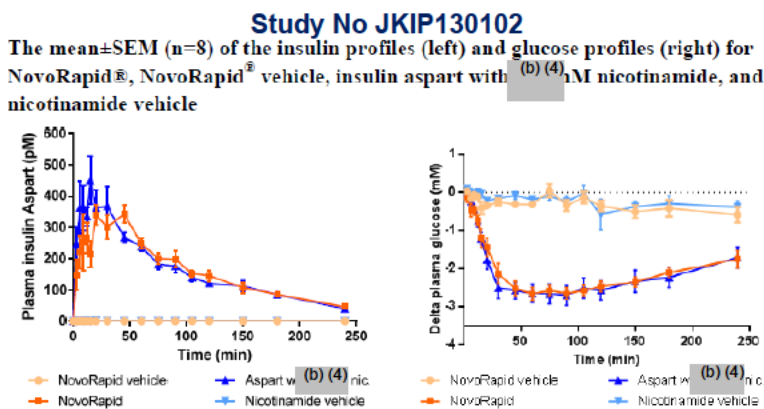 Study No JKIP130102
The mean±SEM (n=8) of the insulin profiles (left) and glucose profiles (right) for
NovoRapid®, NovoRapid® vehicle, insulin aspart with (b) (4) mM nicotinamide, and
nicotinamide vehicle
Plasma insulin Aspart (pM)
600
500
400
300
200
100
0
0 50 100 150 200 250
Time (min)
NovoRapid vehicle
Aspart w (b) (4) nic
NovoRapid
Nicotinamide vehicle
Delta plasma glucose (mM)
1
0
-1
-2
-3
-4
50 100 150 200 250
Time (min)
NovoRapid vehicle
Aspart w (b) (4) nic.
NovoRapid
Nicotinamide vehicle